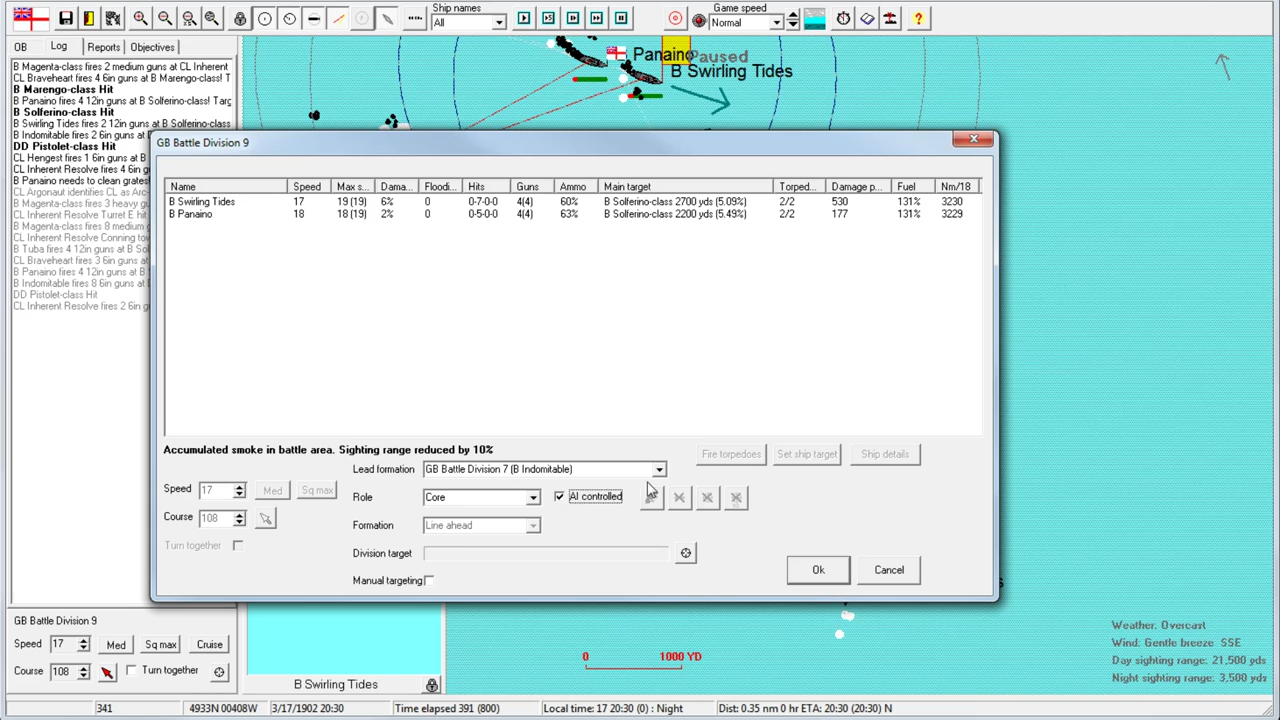 Ship names
All
Game speed
Normal
?
OB
Log
Reports
Objectives
B Magenta-class fires 2 medium guns at CL Inherent
CL Braveheart fires 4 6in guns at B Marengo-class! T
B Marengo-class Hit
B Panaino fires 4 12in guns at B Solferino-class! Targ
B Solferino-class Hit
B Swirling Tides fires 2 12in guns at B Solferino-class
B Indomitable fires 2 6in gun
DD Pistolet-class Hit
CL Hengest fires 1 6in guns at B
CL Inherent Resolve fires 4 6in
B Panaino needs to clean grates!
CL Argonaut identifies CL as Arc-
B Magenta-class fires 3 heavy gu
CL Inherent Resolve Turret E hit
B Magenta-class fires 8 medium g
CL Inherent Resolve Conning tow
B Tuba fires 4 12in guns at B Sol
CL Braveheart fires 3 6in guns at
B Panaino fires 4 12in guns at B
B Indomitable fires 8 6in guns at
DD Pistolet-class Hit
CL Inherent Resolve fires 2 6in g
Panaino
Paused
B Swirling Tides
GB Battle Division 9
Name Speed Max s... Dama... Floodi... Hits Guns Ammo Main target Torped... Damage p... Fuel Nm/18
B Swirling Tides 17 19 (19) 6% 0 0-7-0-0 4(4) 60% B Solferino-class 2700 yds (5.09%) 2/2 530 131% 3230
B Panaino 18 18 (19) 2% 0 0-5-0-0 4(4) 63% B Solferino-class 2200 yds (5.49%) 2/2 177 131% 3229
Accumulated smoke in battle area. Sighting range reduced by 10%
Fire torpedoes
Set ship target
Ship details
Lead formation GB Battle Division 7 (B Indomitable)
Speed 17 Med Sq max
Role Core AI controlled
Course 108
Formation Line ahead
Turn together
Division target
Manual targeting
Ok
Cancel
GB Battle Division 9
Speed 17 Med Sq max Cruise
Course 108 Turn together
B Swirling Tides
0 1000 YD
Weather: Overcast
Wind: Gentle breeze SSE
Day sighting range: 21,500 yds
Night sighting range: 3,500 yds
341
4933N 00408W
3/17/1902 20:30
Time elapsed 391 (800)
Local time: 17 20:30 (0) : Night
Dist: 0.35 nm 0 hr ETA: 20:30 (20:30) N